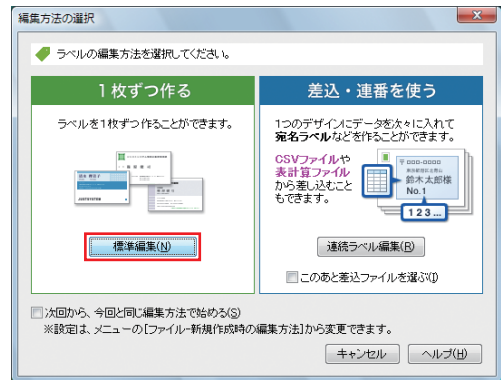 編集方法の選択
ラベルの編集方法を選択してください。
1枚ずつ作る
ラベルを1枚ずつ作ることができます。
標準編集(N)
差込・連番を使う
1つのデザインにデータを次々に入れて
宛名ラベルなどを作ることができます。
CSVファイルや
表計算ファイル
から差し込むこと
もできます。
〒000-0000
鈴木太郎様
No.1
123...
連続ラベル編集(R)
このあと差込ファイルを選ぶ(I)
次回から、今回と同じ編集方法で始める(S)
※設定は、メニューの[ファイル-新規作成時の編集方法]から変更できます。
キャンセル
ヘルプ(H)